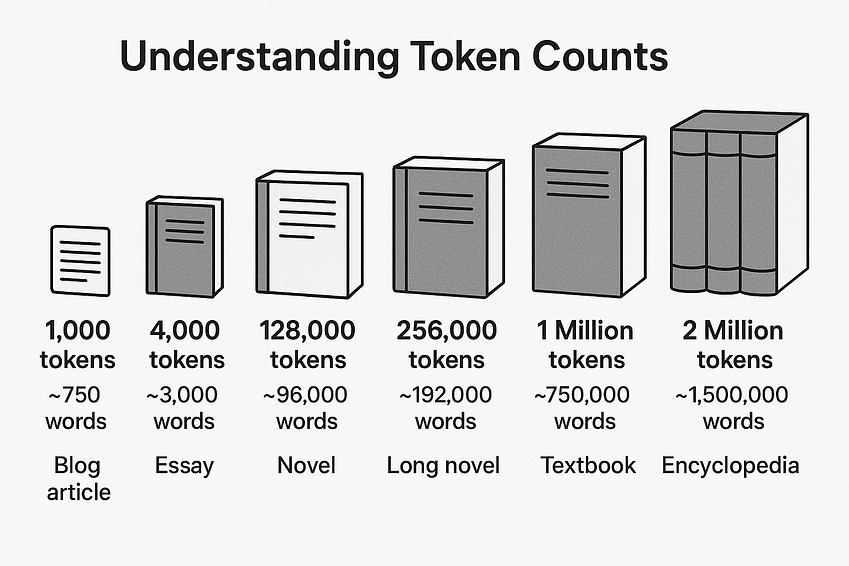 Understanding Token Counts
1,000
tokens
~750
words
Blog
article
4,000
tokens
~3,000
words
Essay
128,000
tokens
~96,000
words
Novel
256,000
tokens
~192,000
words
Long novel
1 Million
tokens
~750,000
words
Textbook
2 Million
tokens
~1,500,000
words
Encyclopedia